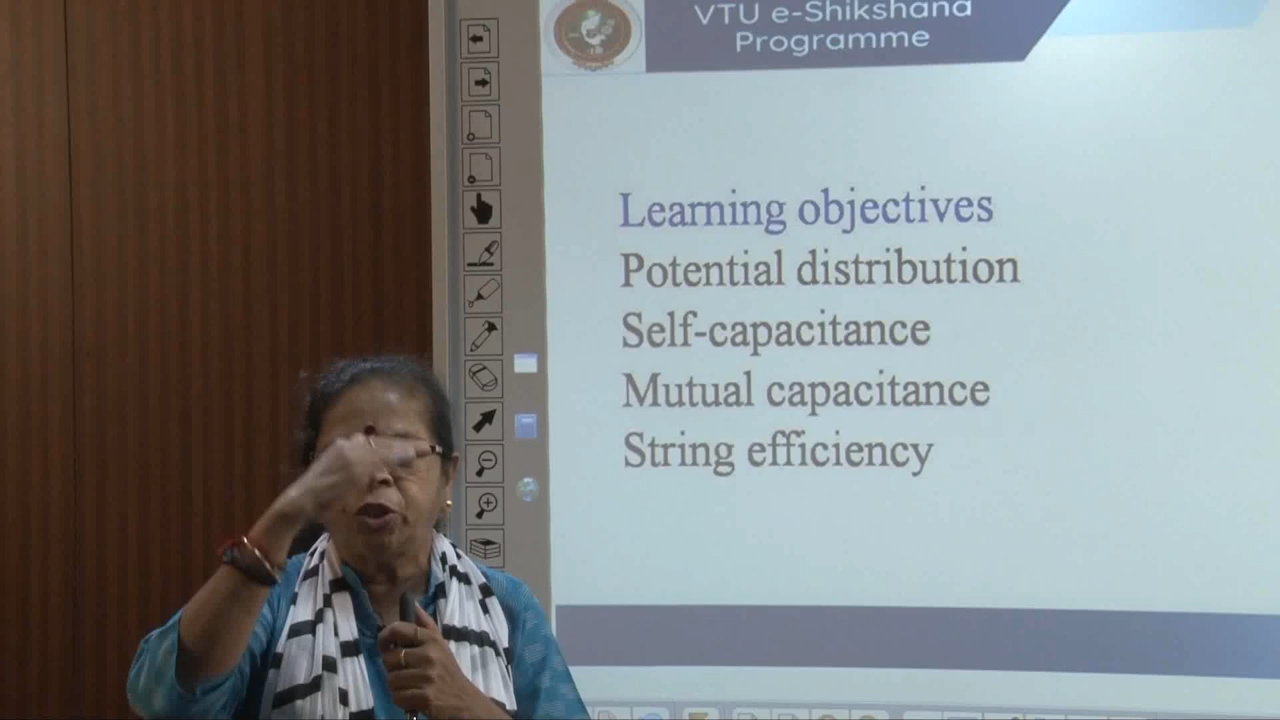 VTU e-Shikshana
Programme
Learning objectives
Potential distribution
Self-capacitance
Mutual capacitance
String efficiency